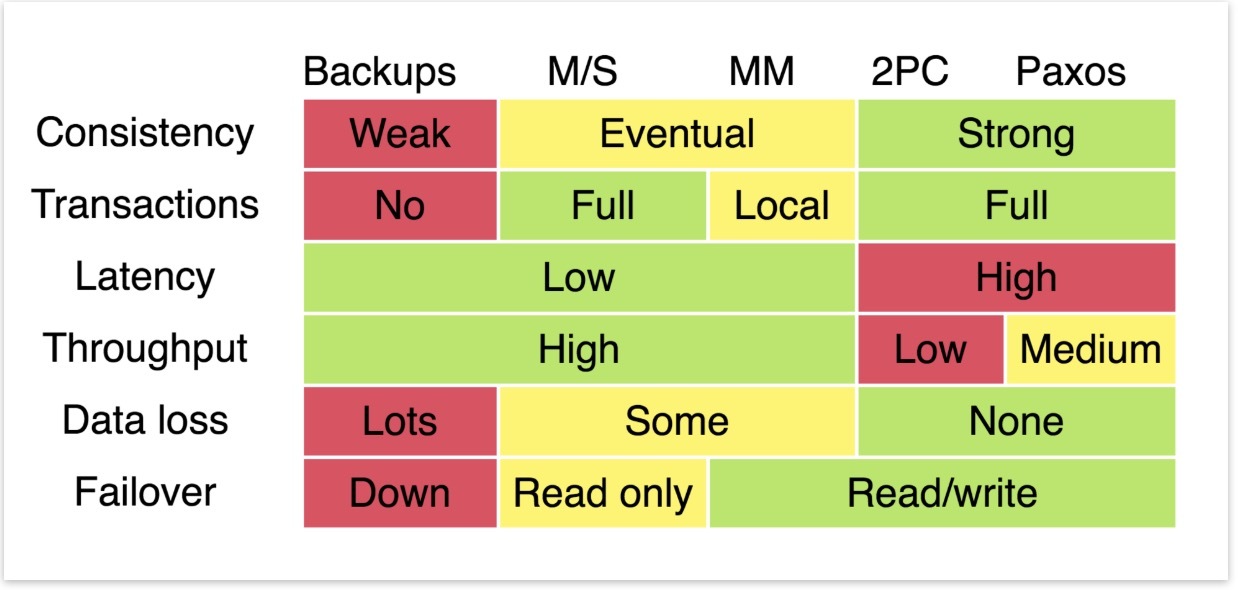 Backups M/S MM 2PC Paxos
Consistency Weak Eventual Strong
Transactions No Full Local Full
Latency Low High
Throughput High Low Medium
Data loss Lots Some None
Failover Down Read only Read/write